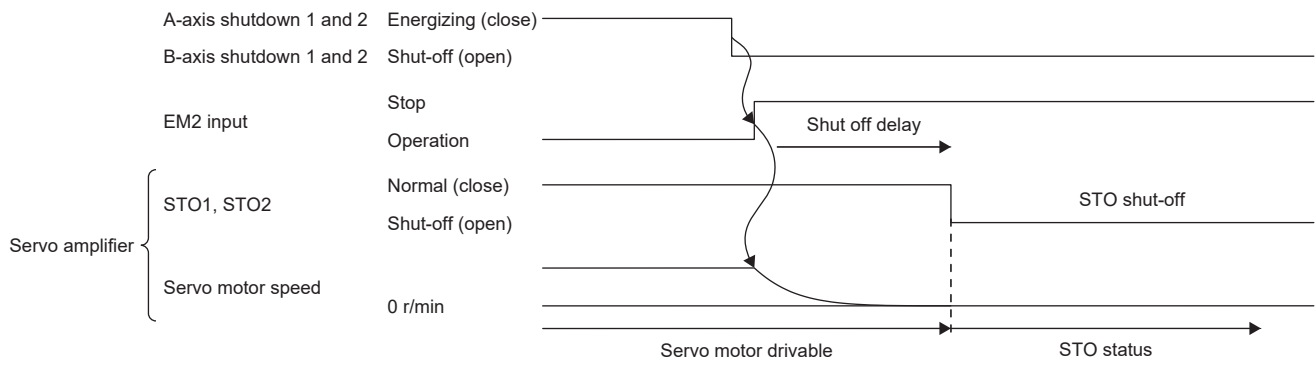 A-axis shutdown 1 and 2 Energizing (close)
B-axis shutdown 1 and 2 Shut-off (open)
EM2 input
Stop
Operation
Shut off delay
Servo amplifier
STO1, STO2
Normal (close)
Shut-off (open)
STO shut-off
Servo motor speed
0 r/min
Servo motor drivable
STO status